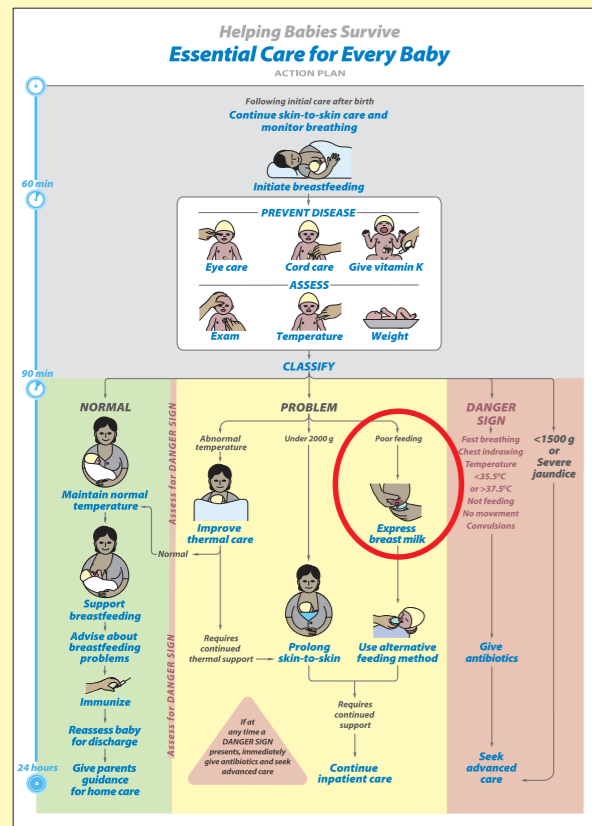 Helping Babies Survive
Essential Care for Every Baby
ACTION PLAN
Following initial care after birth
Continue skin-to-skin care and
monitor breathing
Initiate breastfeeding
60 min
PREVENT DISEASE
Eye care
Cord care
Give vitamin K
ASSESS
Exam
Temperature
Weight
90 min
CLASSIFY
NORMAL
Maintain normal
temperature
Support
breastfeeding
Advise about
breastfeeding
problems
Immunize
Reassess baby
for discharge
Give parents
guidance
for home care
24 hours
Assess for DANGER SIGN
Assess for DANGER SIGN
PROBLEM
Abnormal
temperature
Improve
thermal care
Normal
Requires
continued
thermal support
Under 2000 g
Prolong
skin-to-skin
Poor feeding
Express
breast milk
Use alternative
feeding method
Requires
continued
support
Continue
inpatient care
If at
any time a
DANGER SIGN
presents, immediately
give antibiotics and seek
advanced care
DANGER
SIGN
Fast breathing
Chest indrawing
Temperature
<35.5°C
or >37.5°C
Not feeding
No movement
Convulsions
Give
antibiotics
Seek
advanced
care
<1500 g
or
Severe
jaundice